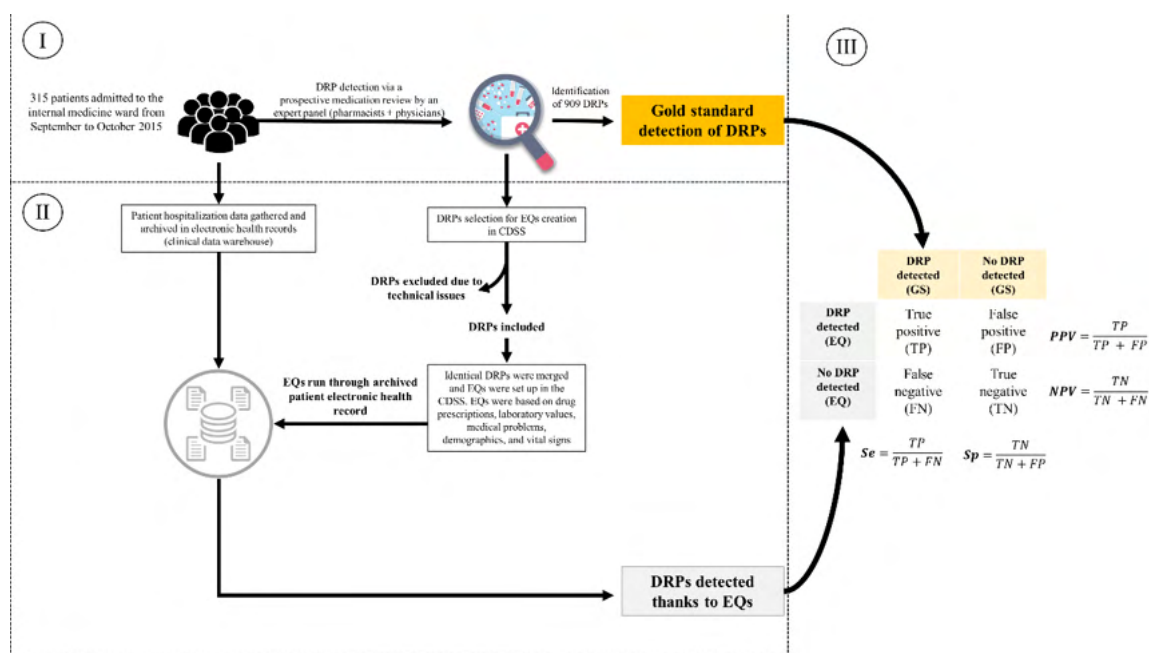 I
315 patients admitted to the
internal medicine ward from
September to October 2015
DRP detection via a
prospective medication review by an
expert panel (pharmacists + physicians)
Identification
of 909 DRPs
Gold standard
detection of DRPs
II
Patient hospitalization data gathered and
archived in electronic health records
(clinical data warehouse)
DRPs selection for EQs creation
in CDSS
DRPs excluded due to
technical issues
DRPs included
EQs run through archived
patient electronic health
record
Identical DRPs were merged
and EQs were set up in the
CDSS. EQs were based on drug
prescriptions, laboratory values,
medical problems,
demographics, and vital signs
DRPs detected
thanks to EQs
III
DRP
detected
(GS)
No DRP
detected
(GS)
DRP
detected
(EQ)
True
positive
(TP)
False
positive
(FP)
PPV = TP / (TP + FP)
No DRP
detected
(EQ)
False
negative
(FN)
True
negative
(TN)
NPV = TN / (TN + FN)
Se = TP / (TP + FN)
Sp = TN / (TN + FP)